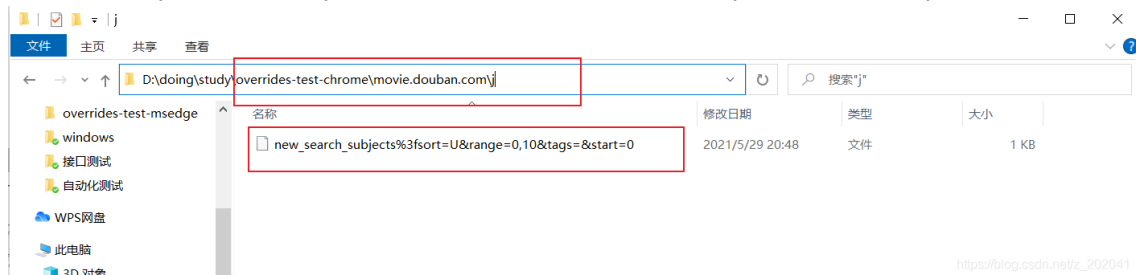 j
文件 主页 共享 查看
D:\doing\study\overrides-test-chrome\movie.douban.com\j 搜索"j"
overrides-test-msedge 名称 修改日期 类型 大小
windows new_search_subjects%3fsort=U&range=0,10&tags=&start=0 2021/5/29 20:48 文件 1 KB
接口测试
自动化测试
WPS网盘
此电脑
3D 对象
https://blog.csdn.net/z_202041